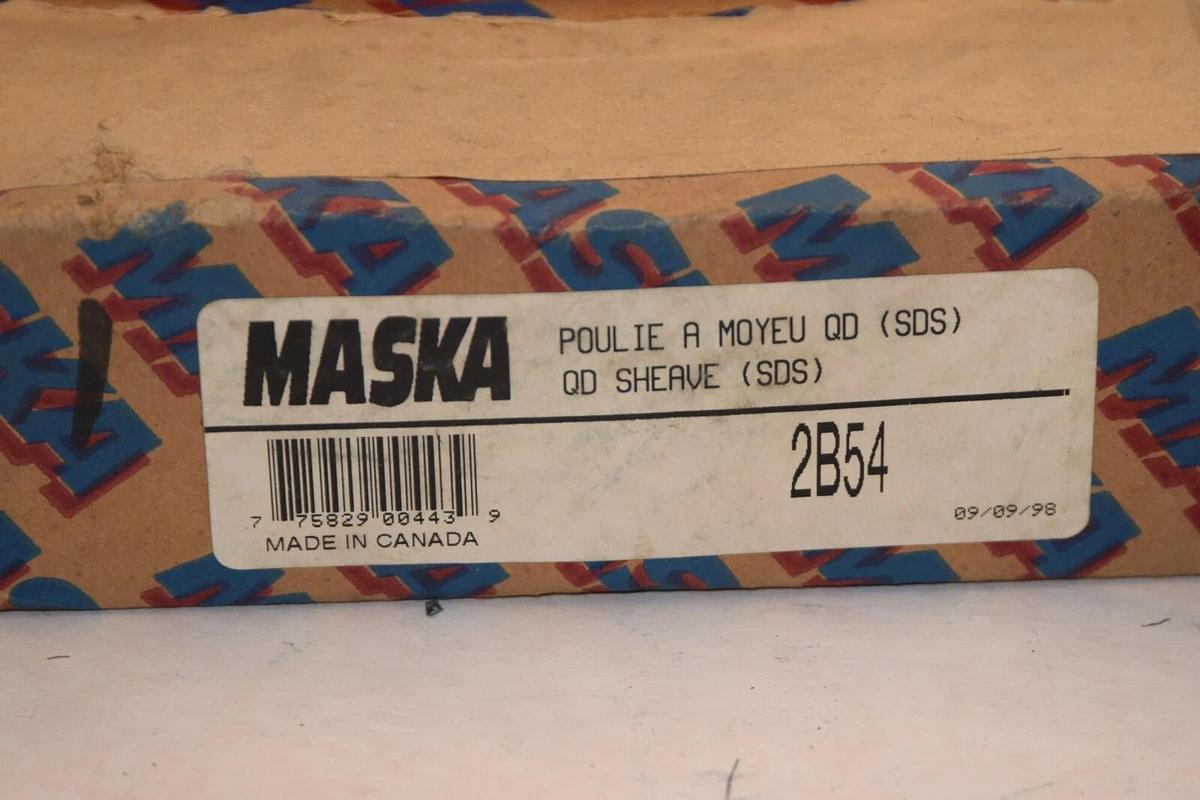 MASKA
POULIE A MOYEU QD (SDS)
QD SHEAVE (SDS)
2B54
7 75829 00443 9
MADE IN CANADA
09/09/98